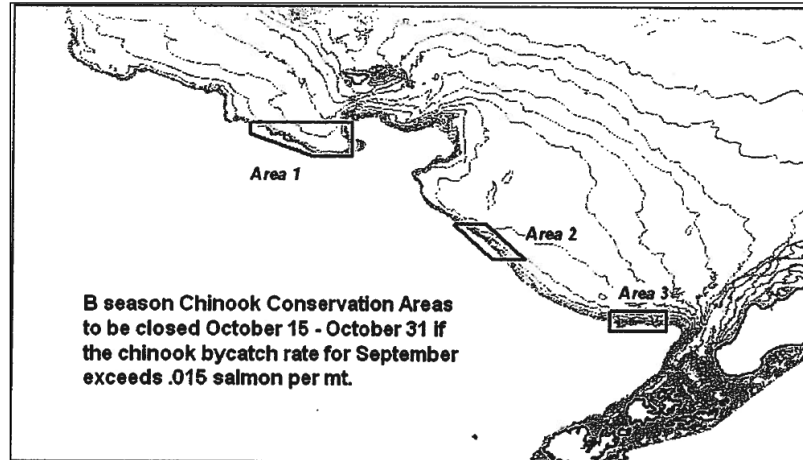 Area 1
Area 2
Area 3
B season Chinook Conservation Areas
to be closed October 15 - October 31 if
the chinook bycatch rate for September
exceeds .015 salmon per mt.